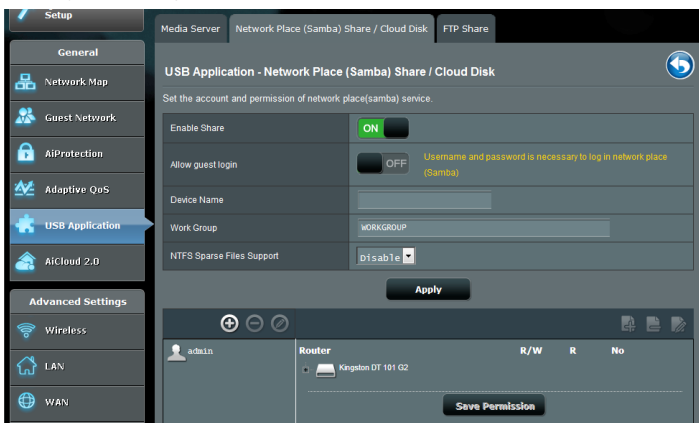 Setup
Media Server
Network Place (Samba) Share / Cloud Disk
FTP Share
General
Network Map
Guest Network
AiProtection
Adaptive QoS
USB Application
AiCloud 2.0
Advanced Settings
Wireless
LAN
WAN
USB Application - Network Place (Samba) Share / Cloud Disk
Set the account and permission of network place(samba) service.
Enable Share
ON
Allow guest login
OFF
Username and password is necessary to log in network place
(Samba)
Device Name
Work Group
WORKGROUP
NTFS Sparse Files Support
Disable
Apply
admin
Router
R/W
R
No
Kingston DT 101 G2
Save Permission